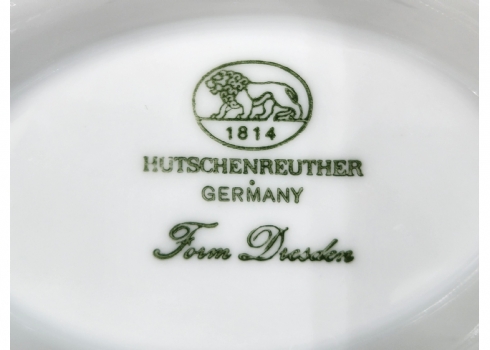 1814
HUTSCHENREUTHER
GERMANY
Form Dresden